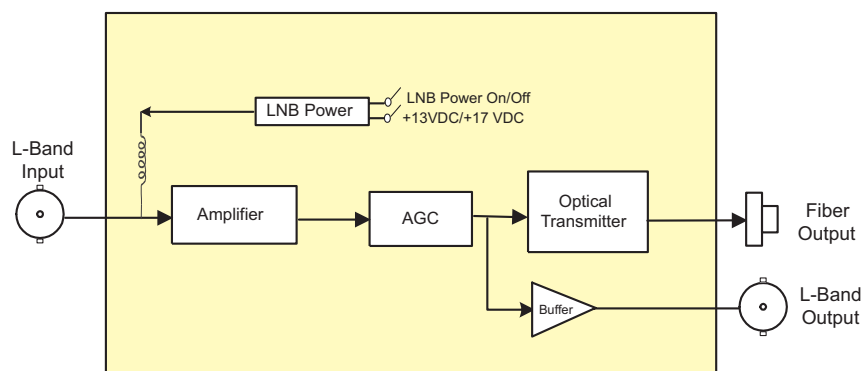 LNB Power On/Off
LNB Power
+13VDC/+17 VDC
L-Band
Input
Amplifier
AGC
Optical
Transmitter
Fiber
Output
Buffer
L-Band
Output